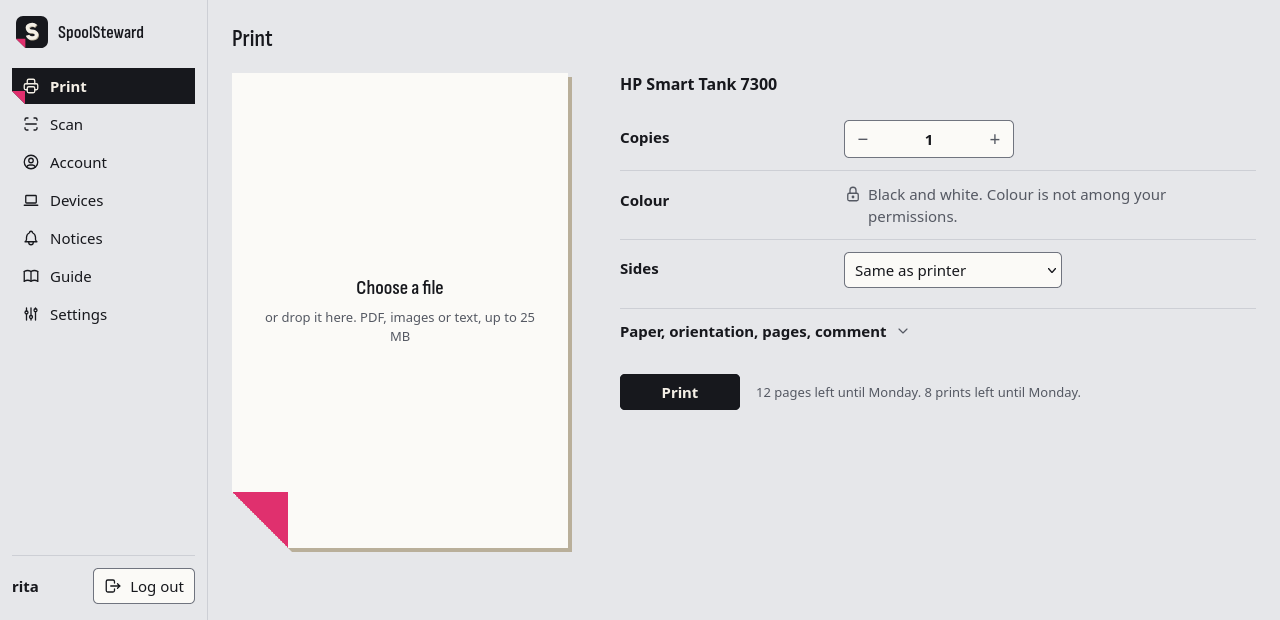 SpoolSteward
Print
Scan
Account
Devices
Notices
Guide
Settings
rita
Log out
Print
Choose a file
or drop it here. PDF, images or text, up to 25
MB
HP Smart Tank 7300
Copies
− 1 +
Colour
Black and white. Colour is not among your
permissions.
Sides
Same as printer
Paper, orientation, pages, comment
Print
12 pages left until Monday. 8 prints left until Monday.